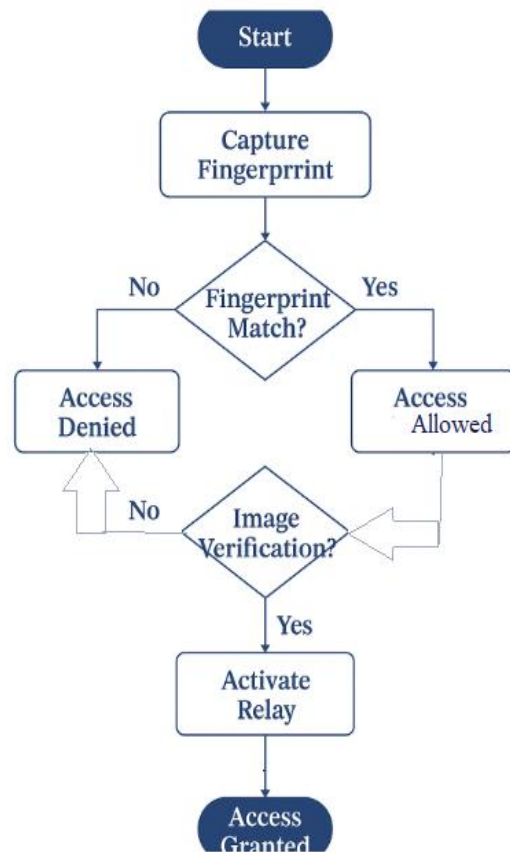 Start
Capture
Fingerprrint
Fingerprint
Match?
No
Yes
Access
Denied
Access
Allowed
Image
Verification?
No
Yes
Activate
Relay
Access
Granted